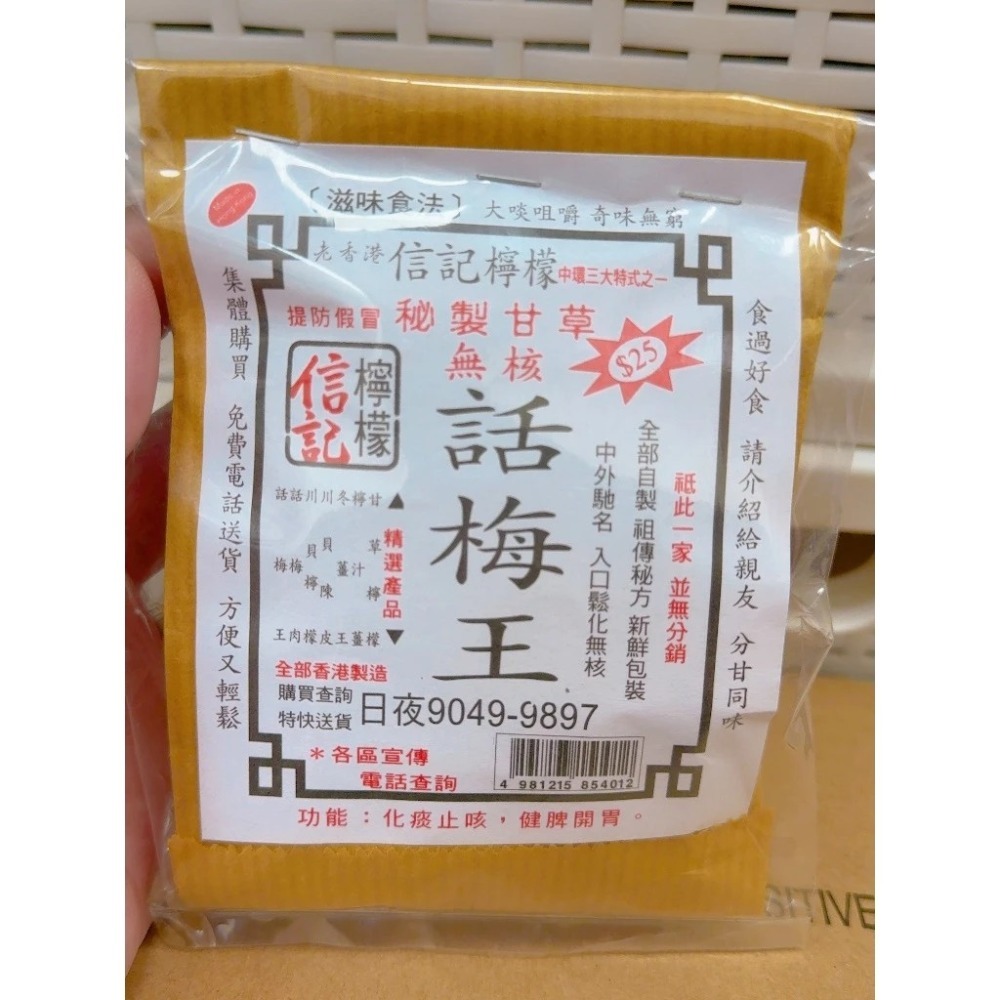 Made in Hong Kong
〔滋味食法〕 大啖咀嚼 奇味無窮
老香港 信記檸檬 中環三大特式之一
提防假冒 秘製甘草
無核
$25
話梅王
信記檸檬
食過好食 請介紹給親友 分甘同味
祗此一家 並無分銷
全部自製 祖傳秘方 新鮮包裝
中外馳名 入口鬆化無核
▲精選產品▼
甘草檸檬
檸汁薑
冬薑王
川貝陳皮
川貝檸檬
話梅肉
話梅王
集體購買 免費電話送貨 方便又輕鬆
全部香港製造
購買查詢
特快送貨 日夜9049-9897
*各區宣傳
電話查詢
4 981215 854012
功能：化痰止咳，健脾開胃。
SITIVE